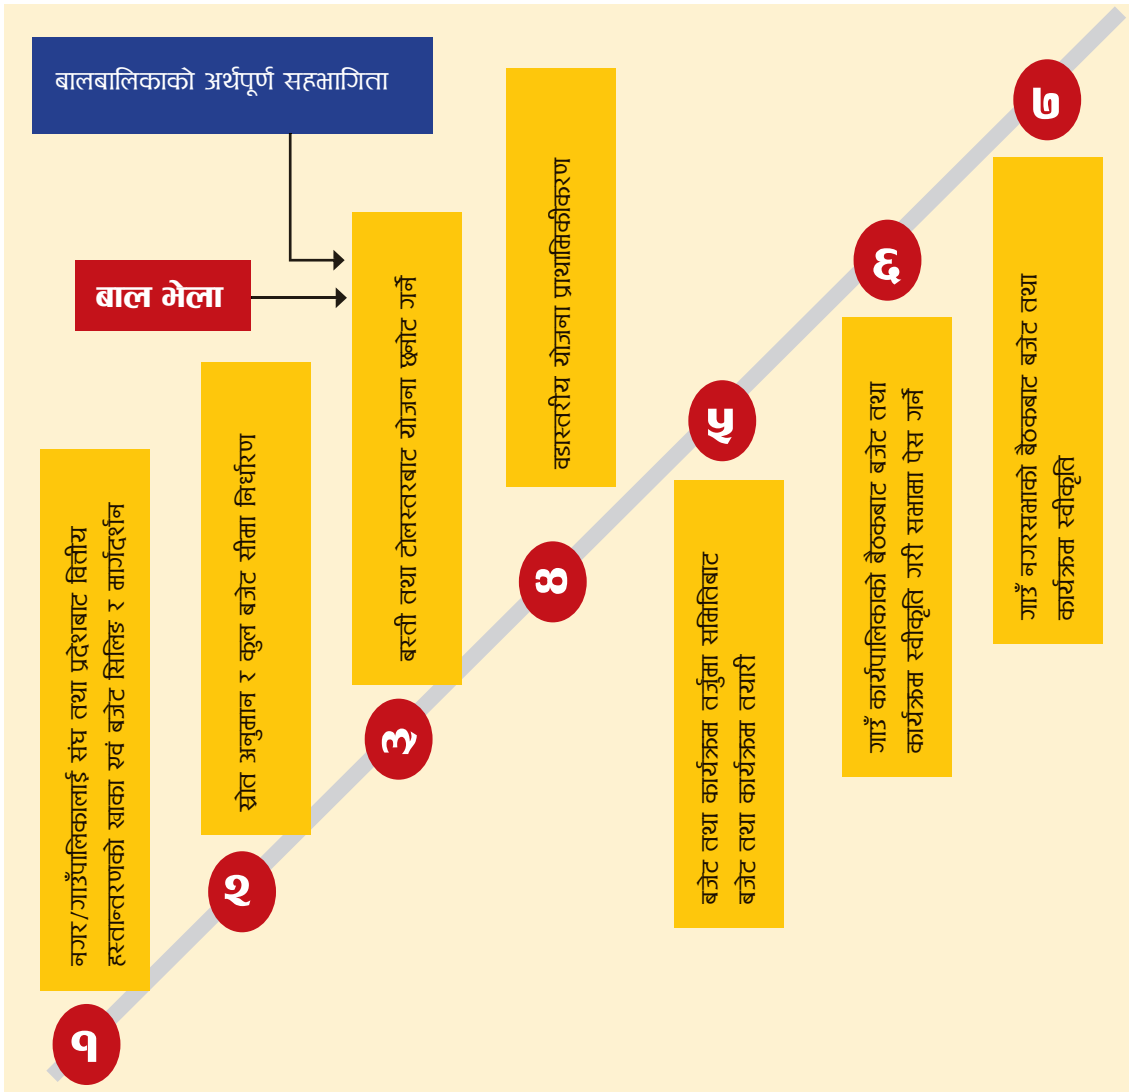 बालबालिकाको अर्थपूर्ण सहभागिता
बाल भेला
१
नगर/गाउँपालिकालाई संघ तथा प्रदेशबाट वित्तीय
हस्तान्तरणको खाका एवं बजेट सिलिङ र मार्गदर्शन
२
स्रोत अनुमान र कुल बजेट सीमा निर्धारण
३
बस्ती तथा टोलस्तरबाट योजना छनोट गर्ने
४
वडास्तरीय योजना प्राथामिकीकरण
५
बजेट तथा कार्यक्रम तर्जुमा समितिबाट
बजेट तथा कार्यक्रम तयारी
६
गाउँ कार्यपालिकाको बैठकबाट बजेट तथा
कार्यक्रम स्वीकृति गरी सभामा पेस गर्ने
७
गाउँ नगरसभाको बैठकबाट बजेट तथा
कार्यक्रम स्वीकृति